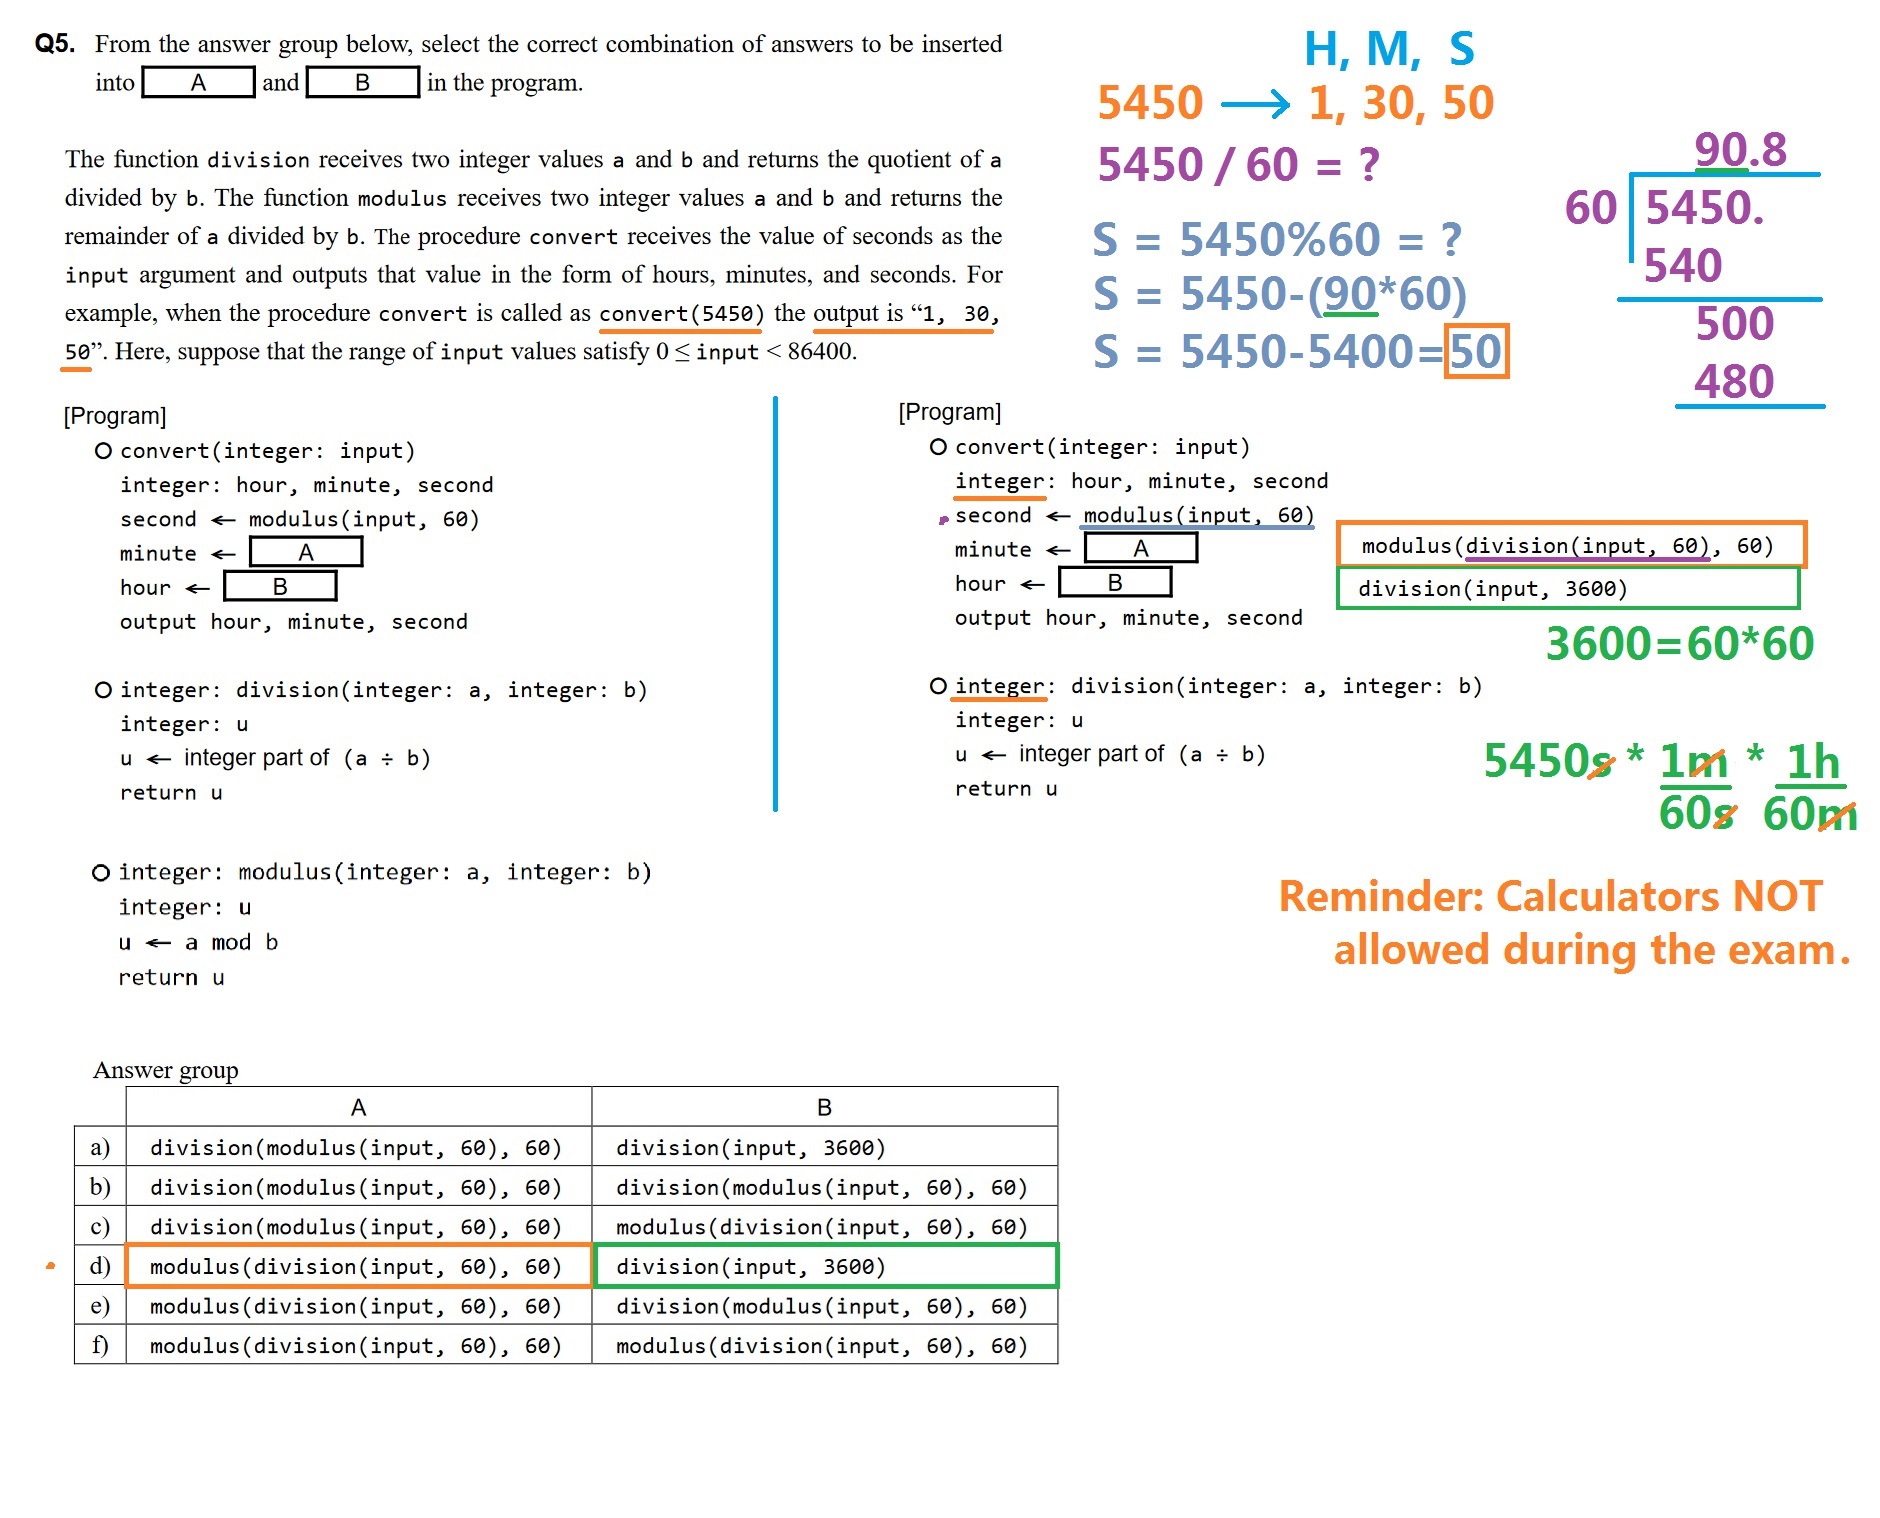 Q5. From the answer group below, select the correct combination of answers to be inserted
into A and B in the program.
The function division receives two integer values a and b and returns the quotient of a
divided by b. The function modulus receives two integer values a and b and returns the
remainder of a divided by b. The procedure convert receives the value of seconds as the
input argument and outputs that value in the form of hours, minutes, and seconds. For
example, when the procedure convert is called as convert(5450) the output is “1, 30,
50”. Here, suppose that the range of input values satisfy 0 ≤ input < 86400.
H, M, S
5450 → 1, 30, 50
5450 / 60 = ?
S = 5450%60 = ?
S = 5450-(90*60)
S = 5450-5400=50
90.8
60 5450.
540
500
480
[Program]
○ convert(integer: input)
integer: hour, minute, second
second ← modulus(input, 60)
minute ← A
hour ← B
output hour, minute, second
○ integer: division(integer: a, integer: b)
integer: u
u ← integer part of (a ÷ b)
return u
○ integer: modulus(integer: a, integer: b)
integer: u
u ← a mod b
return u
[Program]
○ convert(integer: input)
integer: hour, minute, second
second ← modulus(input, 60)
minute ← A
hour ← B
output hour, minute, second
modulus(division(input, 60), 60)
division(input, 3600)
3600=60*60
○ integer: division(integer: a, integer: b)
integer: u
u ← integer part of (a ÷ b)
return u
5450s * 1m * 1h
60s 60m
Reminder: Calculators NOT
allowed during the exam.
Answer group
A B
a) division(modulus(input, 60), 60) division(input, 3600)
b) division(modulus(input, 60), 60) division(modulus(input, 60), 60)
c) division(modulus(input, 60), 60) modulus(division(input, 60), 60)
d) modulus(division(input, 60), 60) division(input, 3600)
e) modulus(division(input, 60), 60) division(modulus(input, 60), 60)
f) modulus(division(input, 60), 60) modulus(division(input, 60), 60)